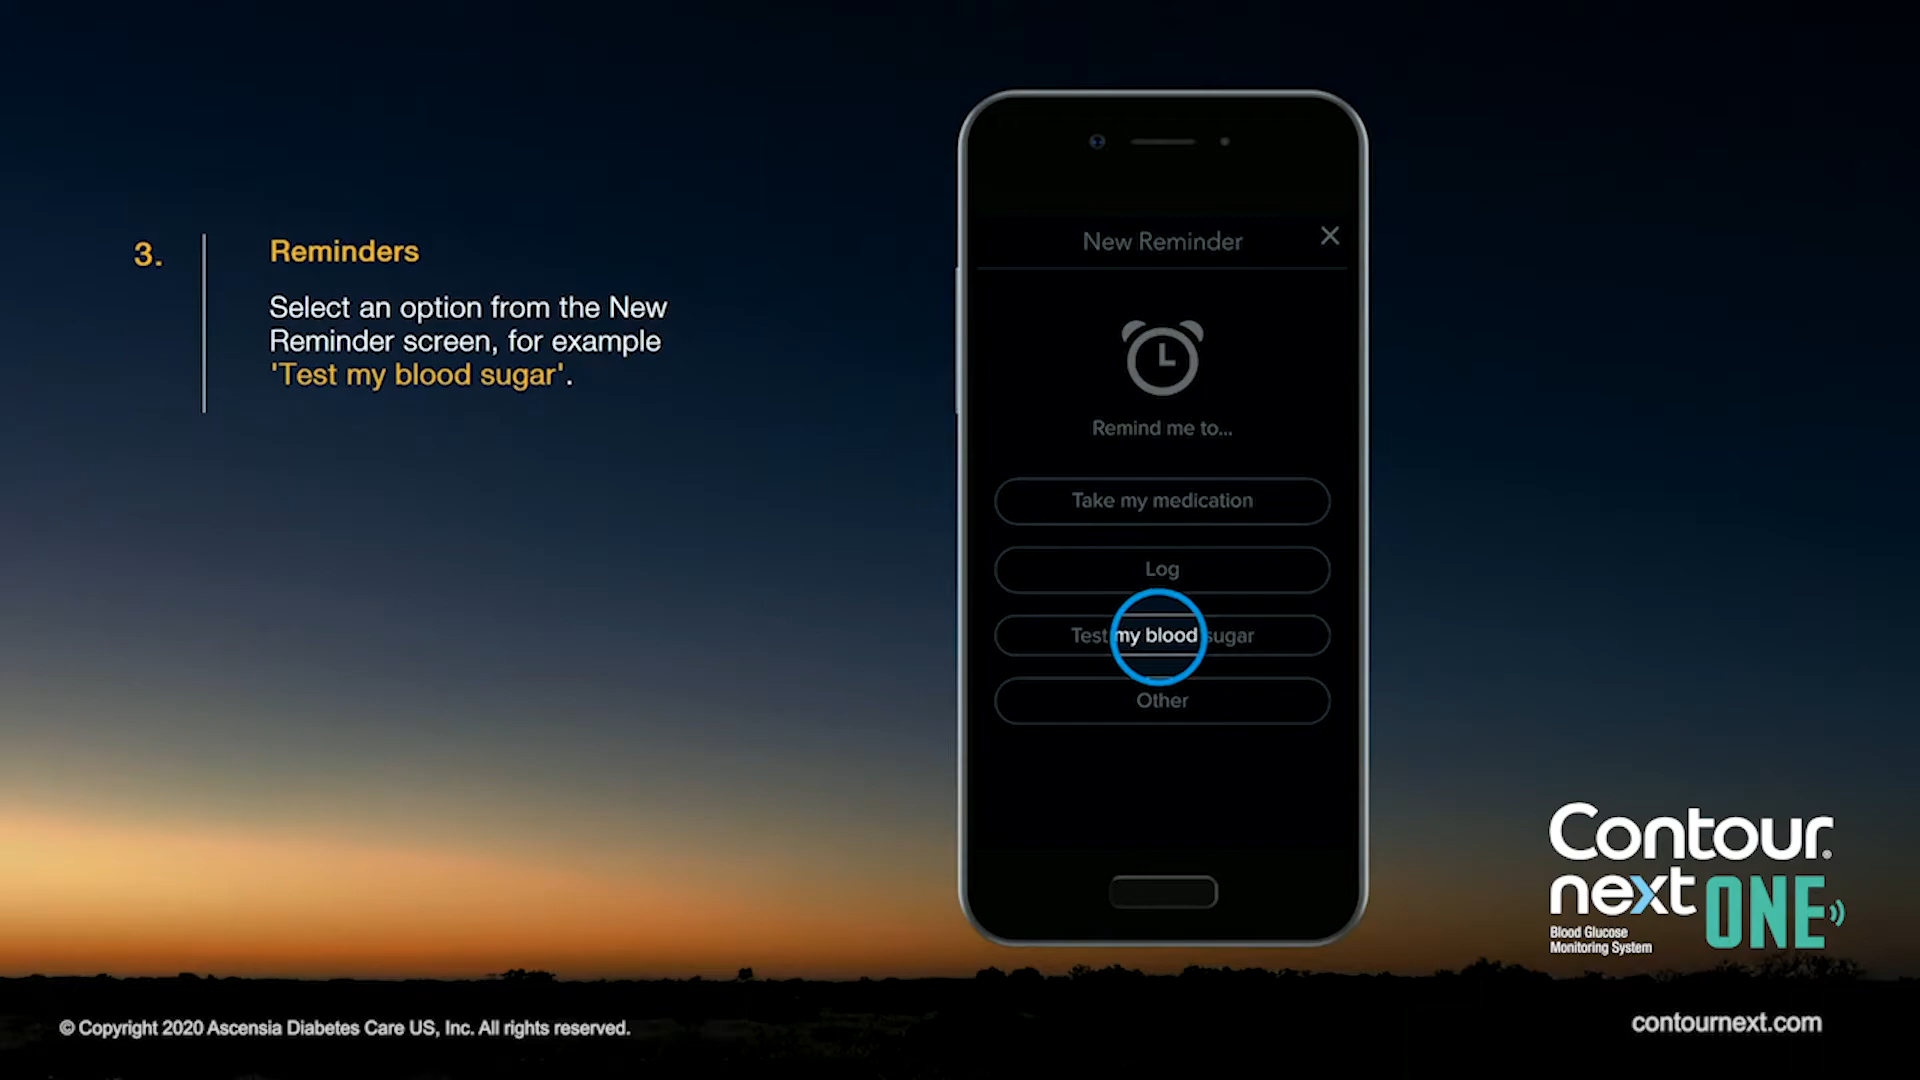 3.
Reminders
Select an option from the New
Reminder screen, for example
'Test my blood sugar'.
New Reminder
Remind me to...
Take my medication
Log
Test my blood sugar
Other
Contour®
next ONE
Blood Glucose
Monitoring System
© Copyright 2020 Ascensia Diabetes Care US, Inc. All rights reserved.
contournext.com